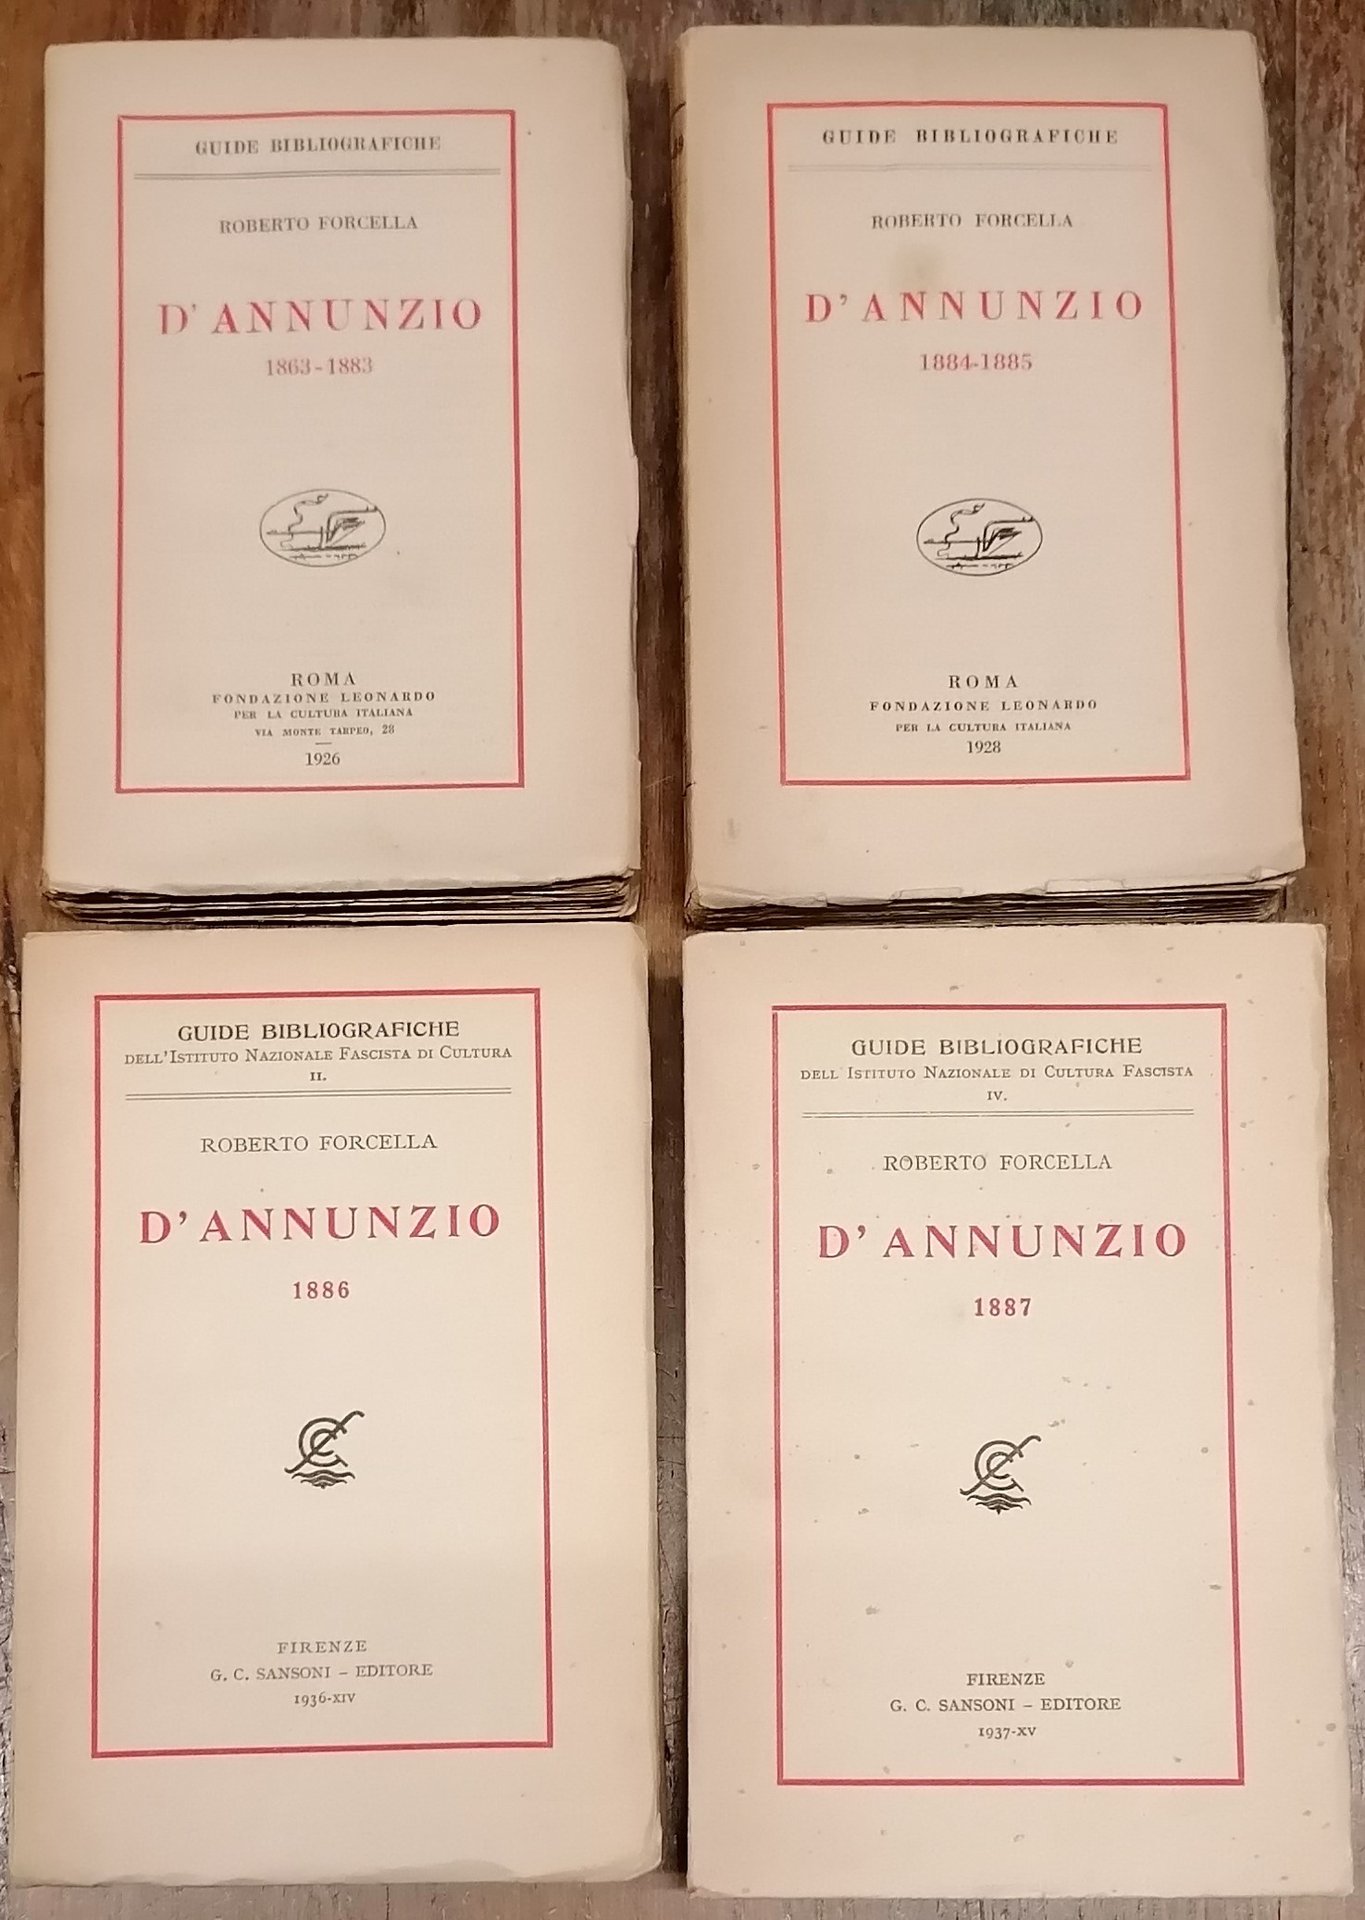 GUIDE BIBLIOGRAFICHE
ROBERTO FORCELLA
D'ANNUNZIO
1863-1883
ROMA
FONDAZIONE LEONARDO
PER LA CULTURA ITALIANA
VIA MONTE TARPEO, 28
1926
GUIDE BIBLIOGRAFICHE
ROBERTO FORCELLA
D'ANNUNZIO
1884-1885
ROMA
FONDAZIONE LEONARDO
PER LA CULTURA ITALIANA
1928
GUIDE BIBLIOGRAFICHE
DELL'ISTITUTO NAZIONALE FASCISTA DI CULTURA
II.
ROBERTO FORCELLA
D'ANNUNZIO
1886
FIRENZE
G. C. SANSONI – EDITORE
1936-XIV
GUIDE BIBLIOGRAFICHE
DELL ISTITUTO NAZIONALE DI CULTURA FASCISTA
IV.
ROBERTO FORCELLA
D'ANNUNZIO
1887
FIRENZE
G. C. SANSONI – EDITORE
1937-XV